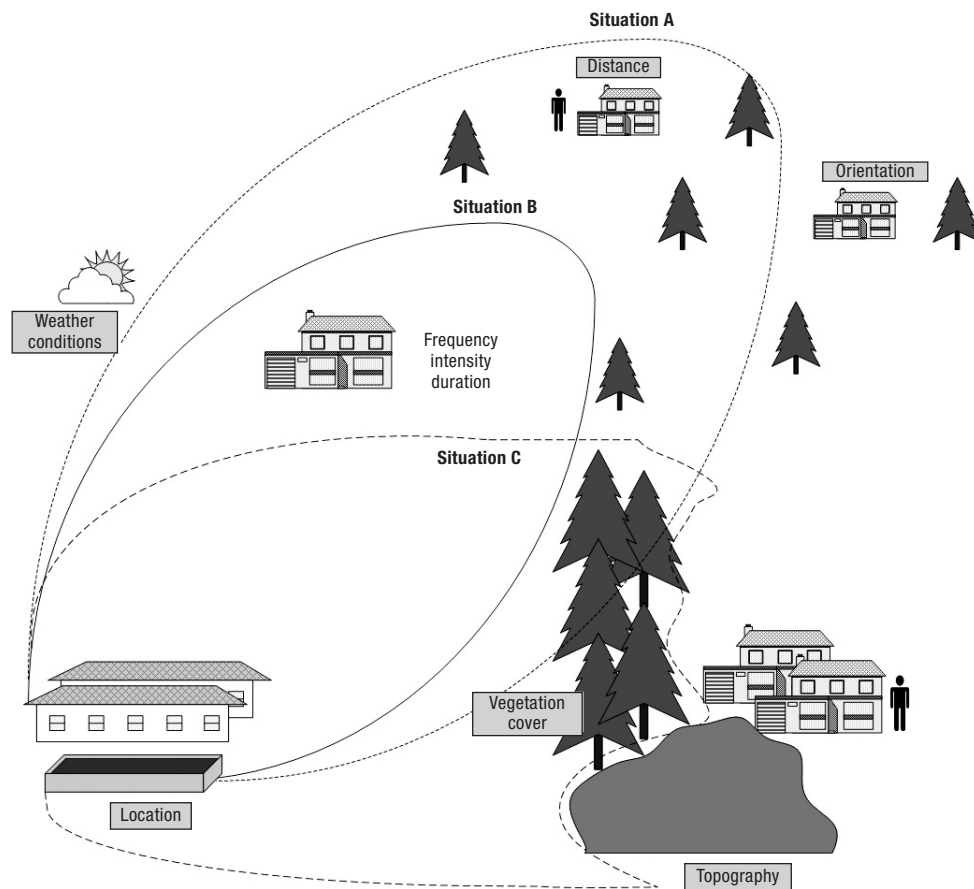 Situation A
Distance
Orientation
Situation B
Weather
conditions
Frequency
intensity
duration
Situation C
Vegetation
cover
Location
Topography